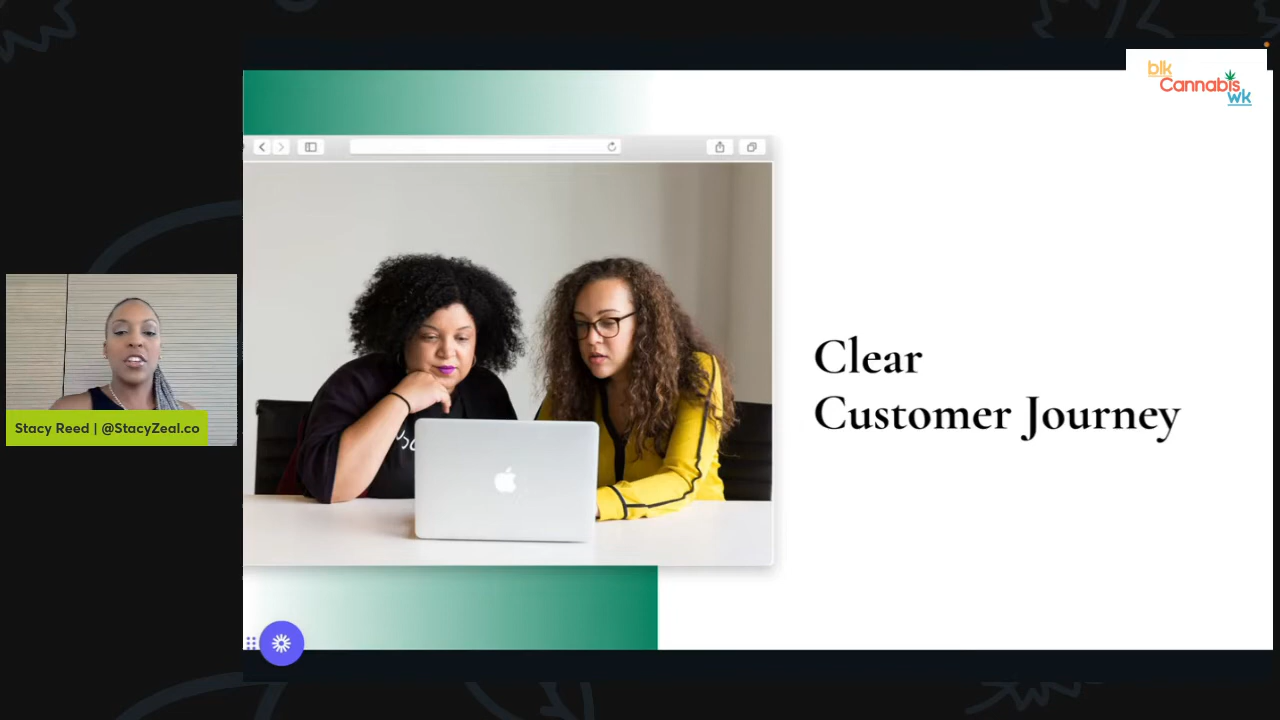 blk
Cannabis
wk
Clear
Customer Journey
Stacy Reed | @StacyZeal.co